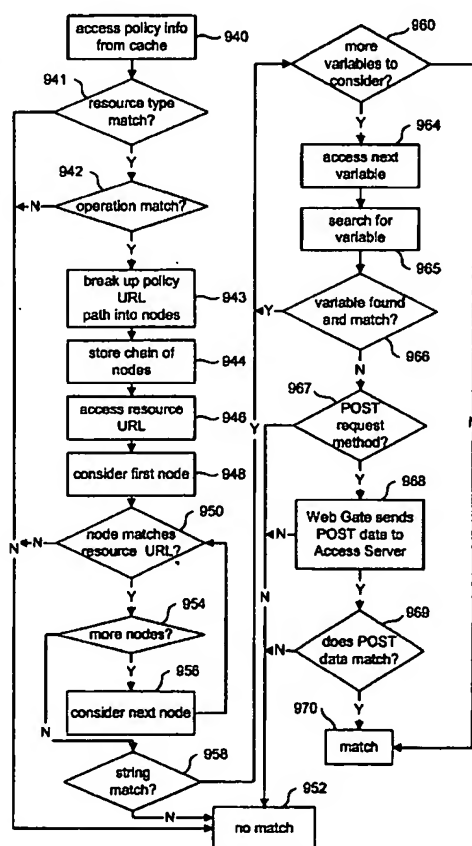 access policy info
from cache
940
941
resource type
match?
Y
942
N
operation match?
Y
break up policy
URL
path into nodes
943
store chain of
nodes
944
access resource
URL
946
consider first node
948
950
N
N
node matches
resource URL?
Y
954
more nodes?
956
Y
consider next node
N
958
string
match?
N
Y
960
more
variables to
consider?
Y
964
access next
variable
search for
variable
965
Y
variable found
and match?
966
N
967
POST
request
method?
Y
968
N
Web Gate sends
POST data to
Access Server
Y
N
969
N
does POST
data match?
970
Y
match
N
952
no match